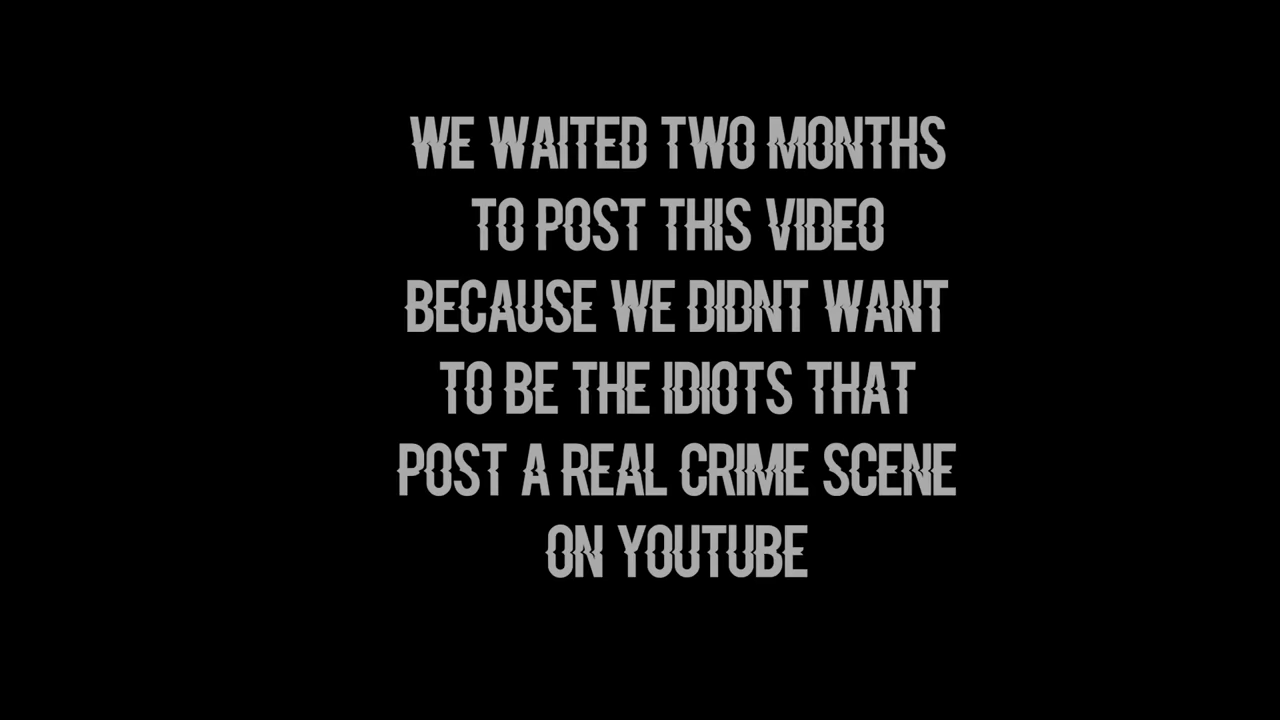 WE WAITED TWO MONTHS
TO POST THIS VIDEO
BECAUSE WE DIDNT WANT
TO BE THE IDIOTS THAT
POST A REAL CRIME SCENE
ON YOUTUBE